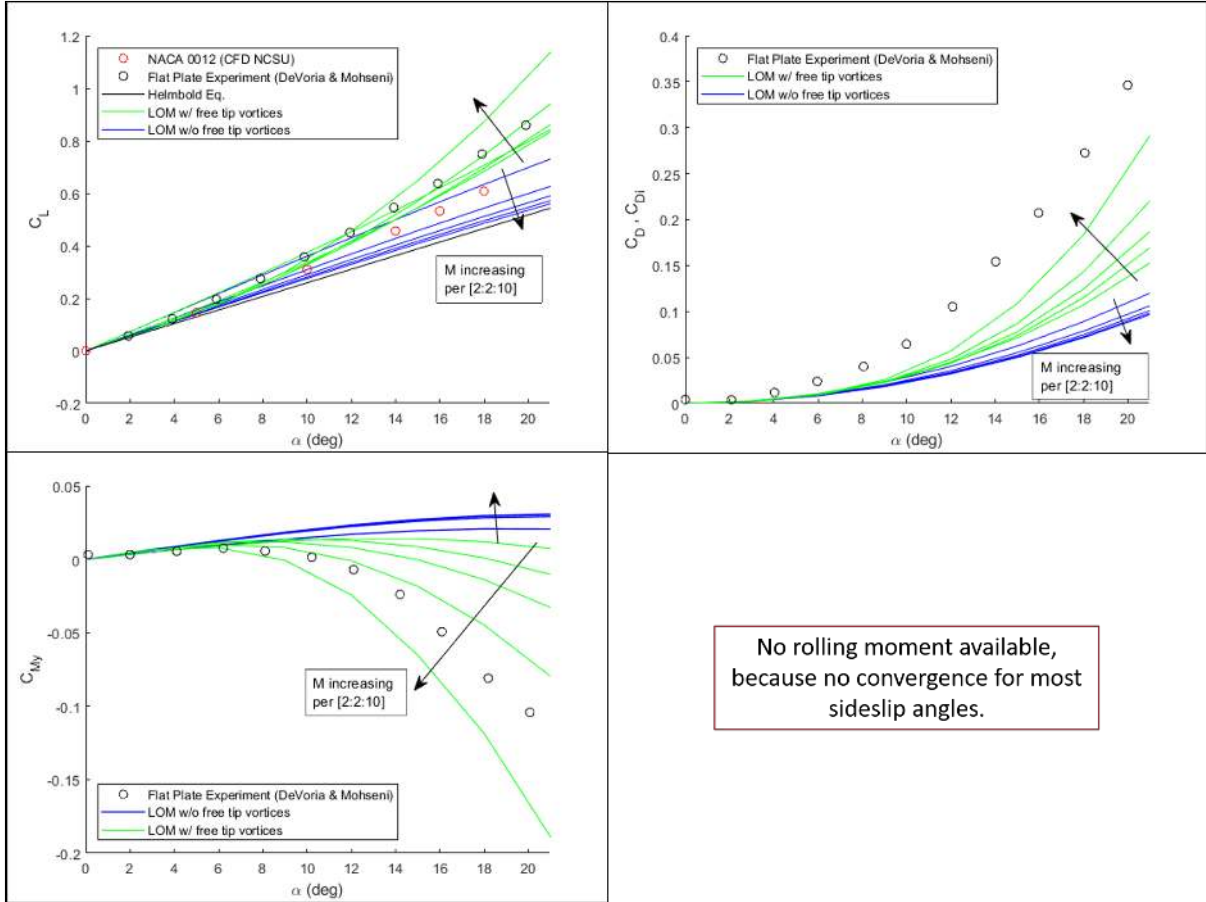 1.2
1
0.8
0.6
0.4
0.2
0
-0.2
C_L
NACA 0012 (CFD NCSU)
Flat Plate Experiment (DeVoria & Mohseni)
Helmbold Eq.
LOM w/ free tip vortices
LOM w/o free tip vortices
M increasing
per [2:2:10]
0 2 4 6 8 10 12 14 16 18 20
α (deg)
0.4
0.35
0.3
0.25
0.2
0.15
0.1
0.05
0
C_D , C_Di
Flat Plate Experiment (DeVoria & Mohseni)
LOM w/ free tip vortices
LOM w/o free tip vortices
M increasing
per [2:2:10]
0 2 4 6 8 10 12 14 16 18 20
α (deg)
0.05
0
-0.05
-0.1
-0.15
-0.2
C_My
M increasing
per [2:2:10]
Flat Plate Experiment (DeVoria & Mohseni)
LOM w/o free tip vortices
LOM w/ free tip vortices
0 2 4 6 8 10 12 14 16 18 20
α (deg)
No rolling moment available,
because no convergence for most
sideslip angles.